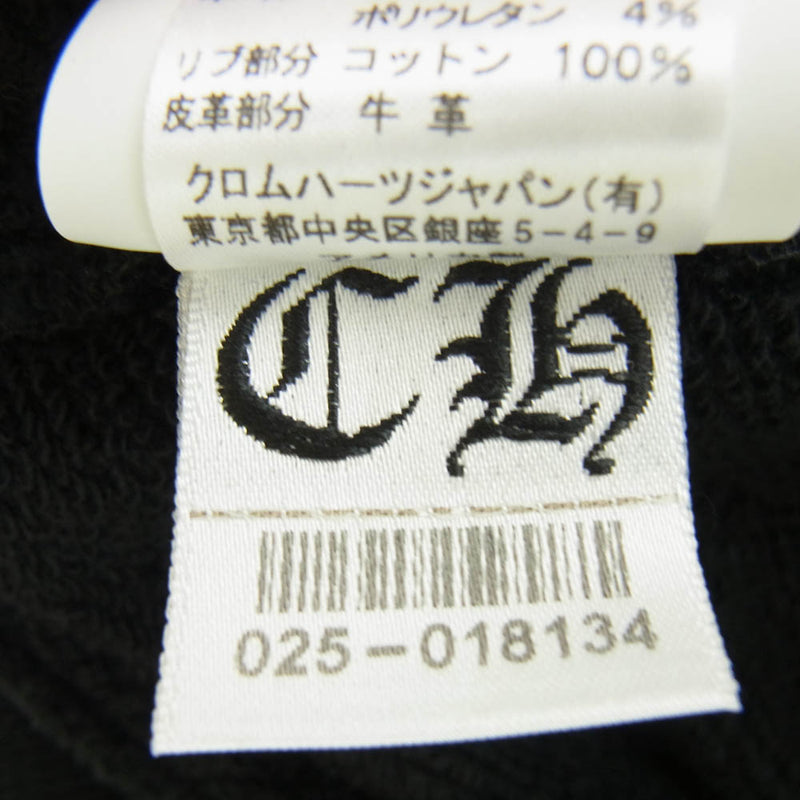 ポリウレタン 4%
リブ部分 コットン 100%
皮革部分 牛 革
クロムハーツジャパン(有)
東京都中央区銀座5-4-9
CH
025-018134